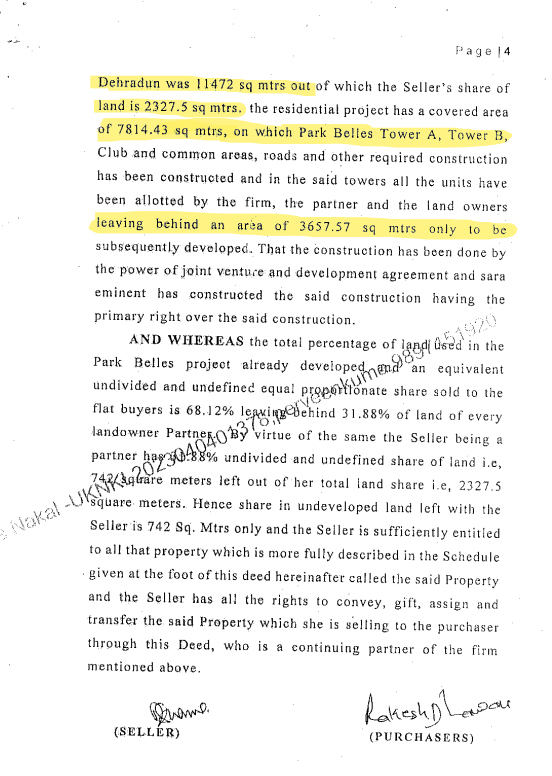 Page | 4
Dehradun was 11472 sq mtrs out of which the Seller's share of
land is 2327.5 sq mtrs. the residential project has a covered area
of 7814.43 sq mtrs, on which Park Belles Tower A, Tower B,
Club and common areas, roads and other required construction
has been constructed and in the said towers all the units have
been allotted by the firm, the partner and the land owners
leaving behind an area of 3657.57 sq mtrs only to be
subsequently developed. That the construction has been done by
the power of joint venture and development agreement and sara
eminent has constructed the said construction having the
primary right over the said construction.
AND WHEREAS the total percentage of land used in the
Park Belles project already developed and an equivalent
undivided and undefined equal proportionate share sold to the
flat buyers is 68.12% leaving behind 31.88% of land of every
landowner Partner. By virtue of the same the Seller being a
partner has 31.88% undivided and undefined share of land i.e,
742 square meters left out of her total land share i.e, 2327.5
square meters. Hence share in undeveloped land left with the
Seller is 742 Sq. Mtrs only and the Seller is sufficiently entitled
to all that property which is more fully described in the Schedule
given at the foot of this deed hereinafter called the said Property
and the Seller has all the rights to convey, gift, assign and
transfer the said Property which she is selling to the purchaser
through this Deed, who is a continuing partner of the firm
mentioned above.
Nakal -UKNKL
(SELLER)
Rakesh
(PURCHASERS)